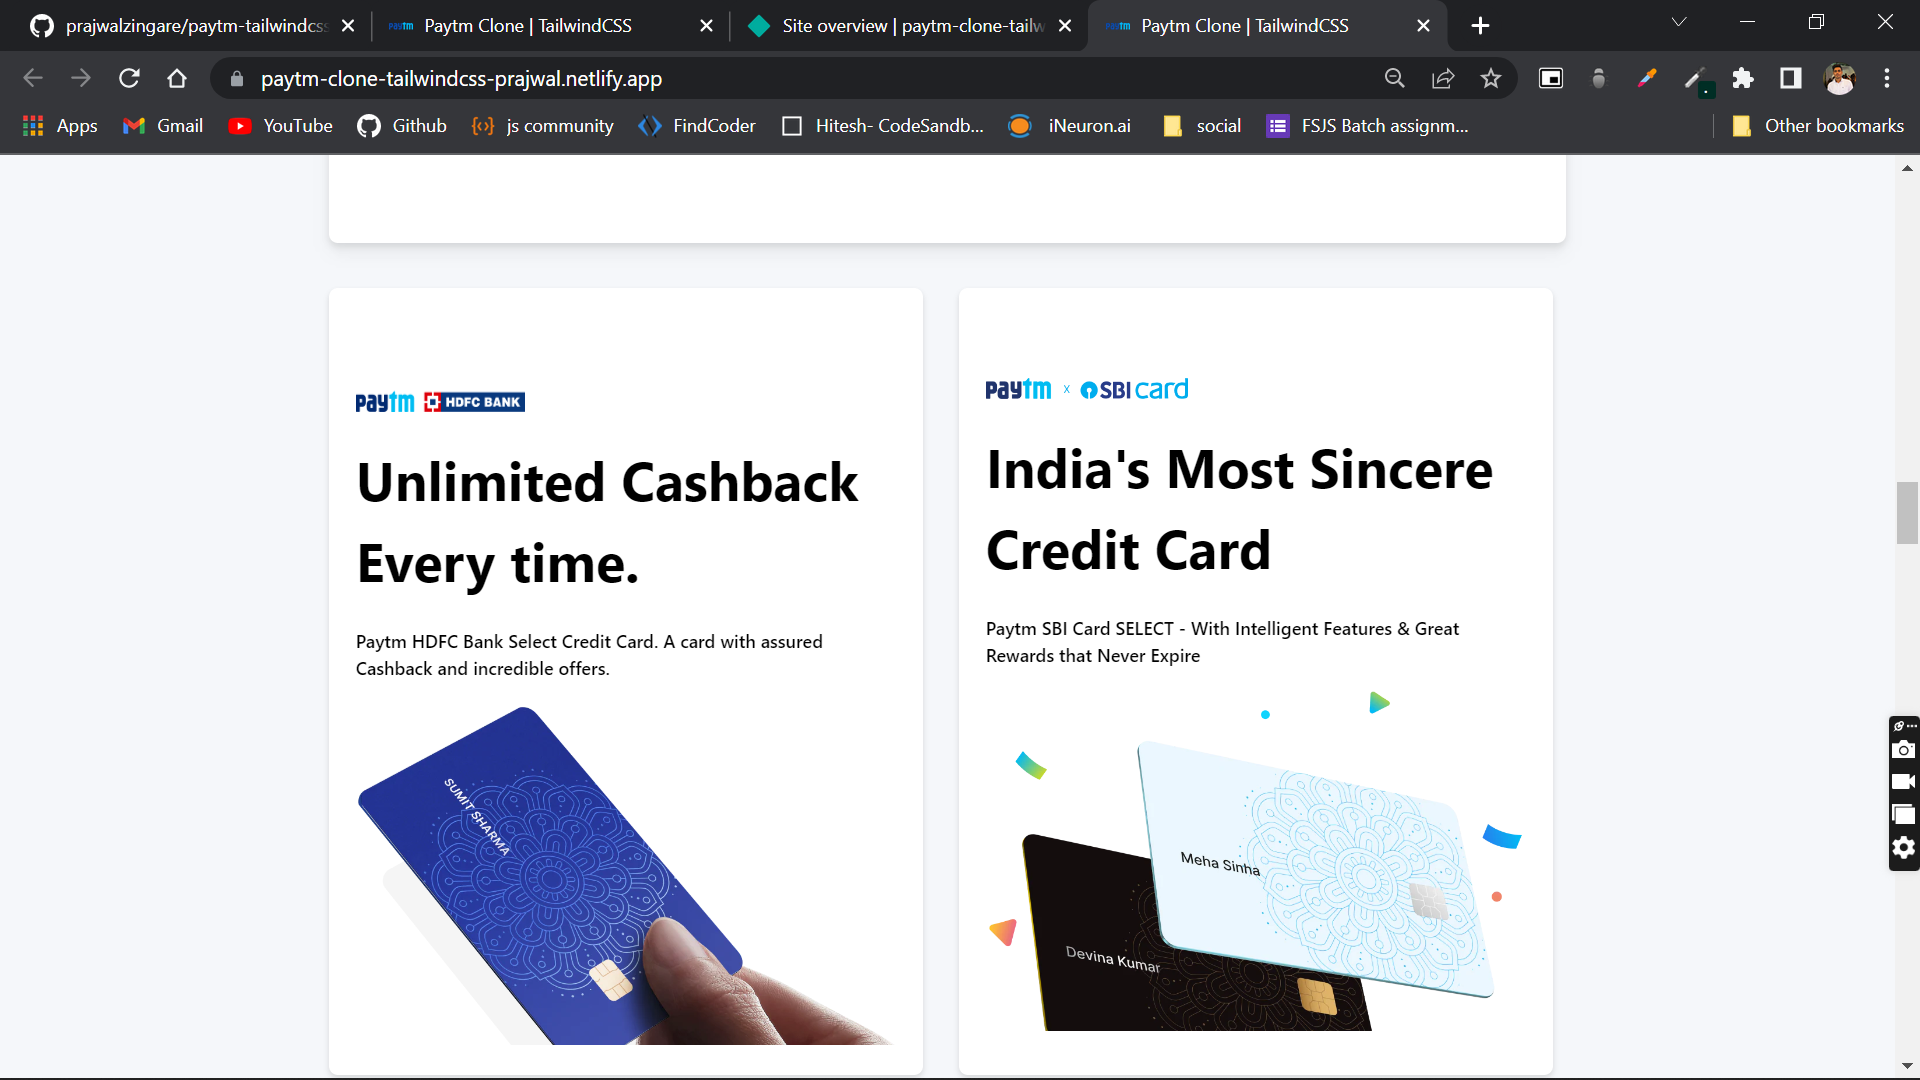 prajwalzingare/paytm-tailwindcss
Paytm Clone | TailwindCSS
Site overview | paytm-clone-tailw
Paytm Clone | TailwindCSS
paytm-clone-tailwindcss-prajwal.netlify.app
Apps
Gmail
YouTube
Github
js community
FindCoder
Hitesh- CodeSandb...
iNeuron.ai
social
FSJS Batch assignm...
Other bookmarks
paytm HDFC BANK
Unlimited Cashback
Every time.
Paytm HDFC Bank Select Credit Card. A card with assured
Cashback and incredible offers.
SUMIT SHARMA
paytm x SBI card
India's Most Sincere
Credit Card
Paytm SBI Card SELECT - With Intelligent Features & Great
Rewards that Never Expire
Meha Sinha
Devina Kumar